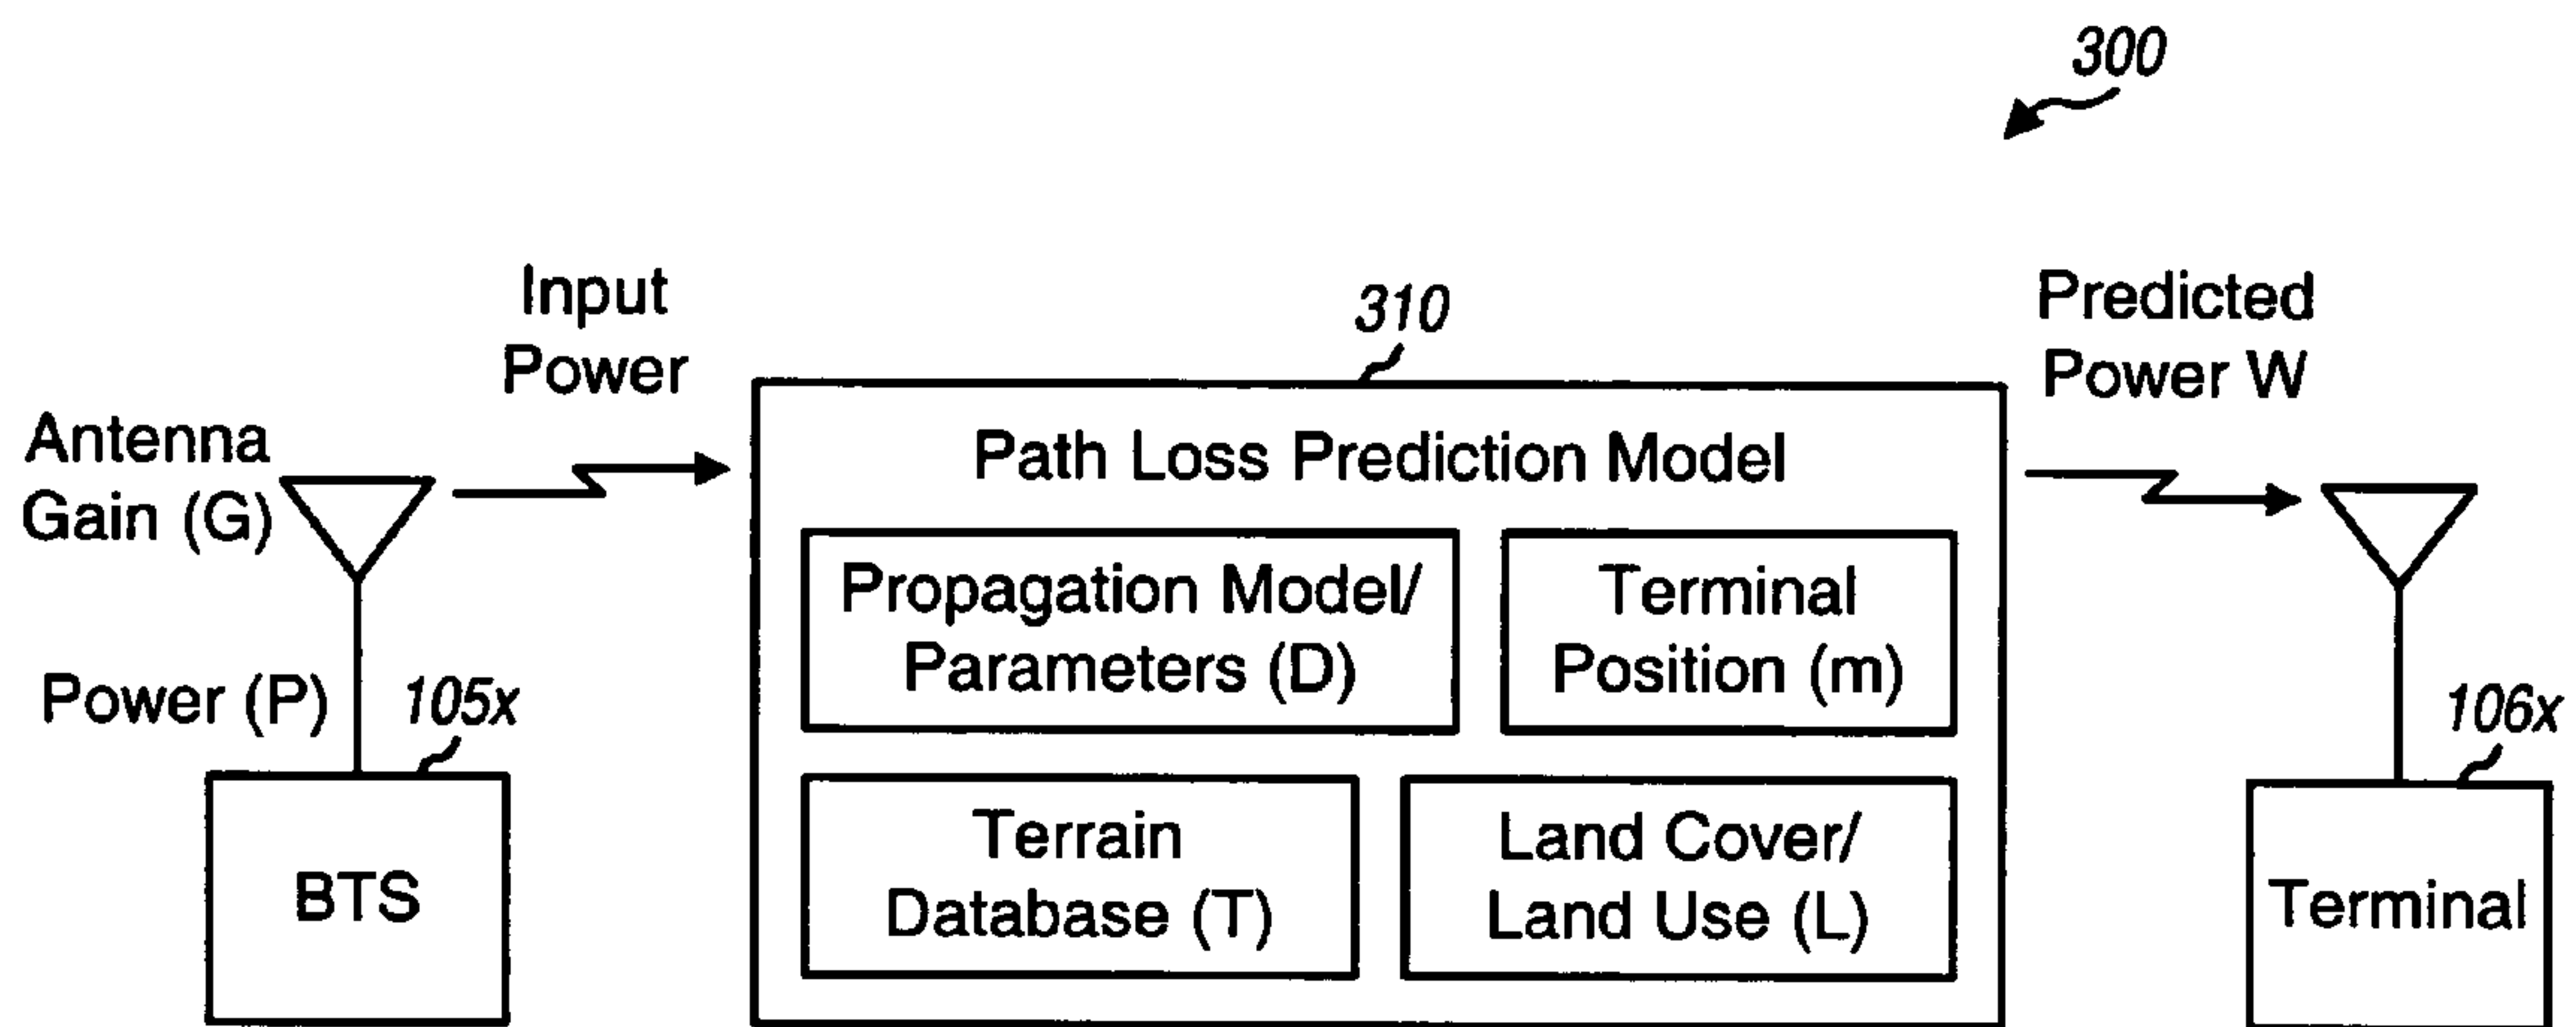 300
Input
Power
310
Predicted
Power W
Antenna
Gain (G)
Path Loss Prediction Model
Propagation Model/
Parameters (D)
Terminal
Position (m)
Power (P)
105x
106x
Terrain
Database (T)
Land Cover/
Land Use (L)
BTS
Terminal